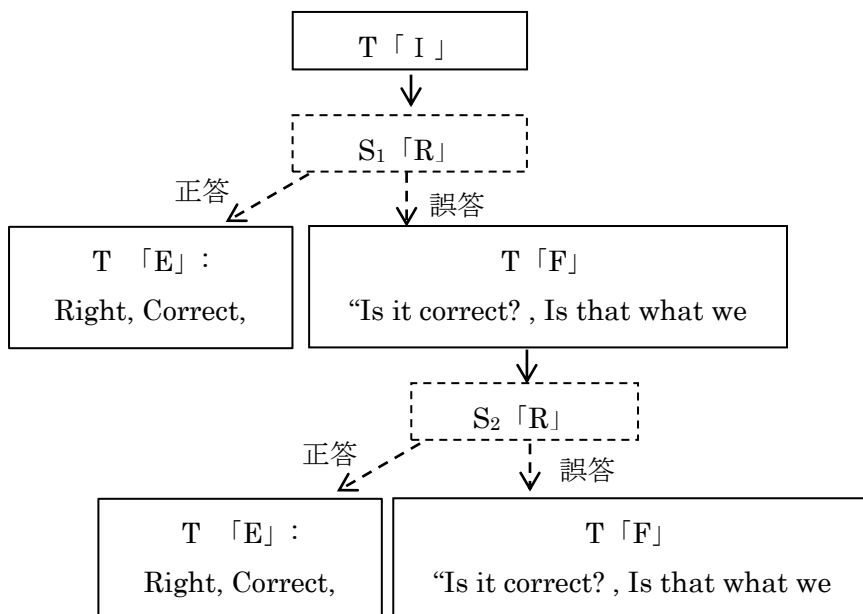 T「I」
S₁「R」
正答
誤答
T 「E」:
Right, Correct,
T「F」
“Is it correct? , Is that what we
S₂「R」
正答
誤答
T 「E」:
Right, Correct,
T「F」
“Is it correct? , Is that what we